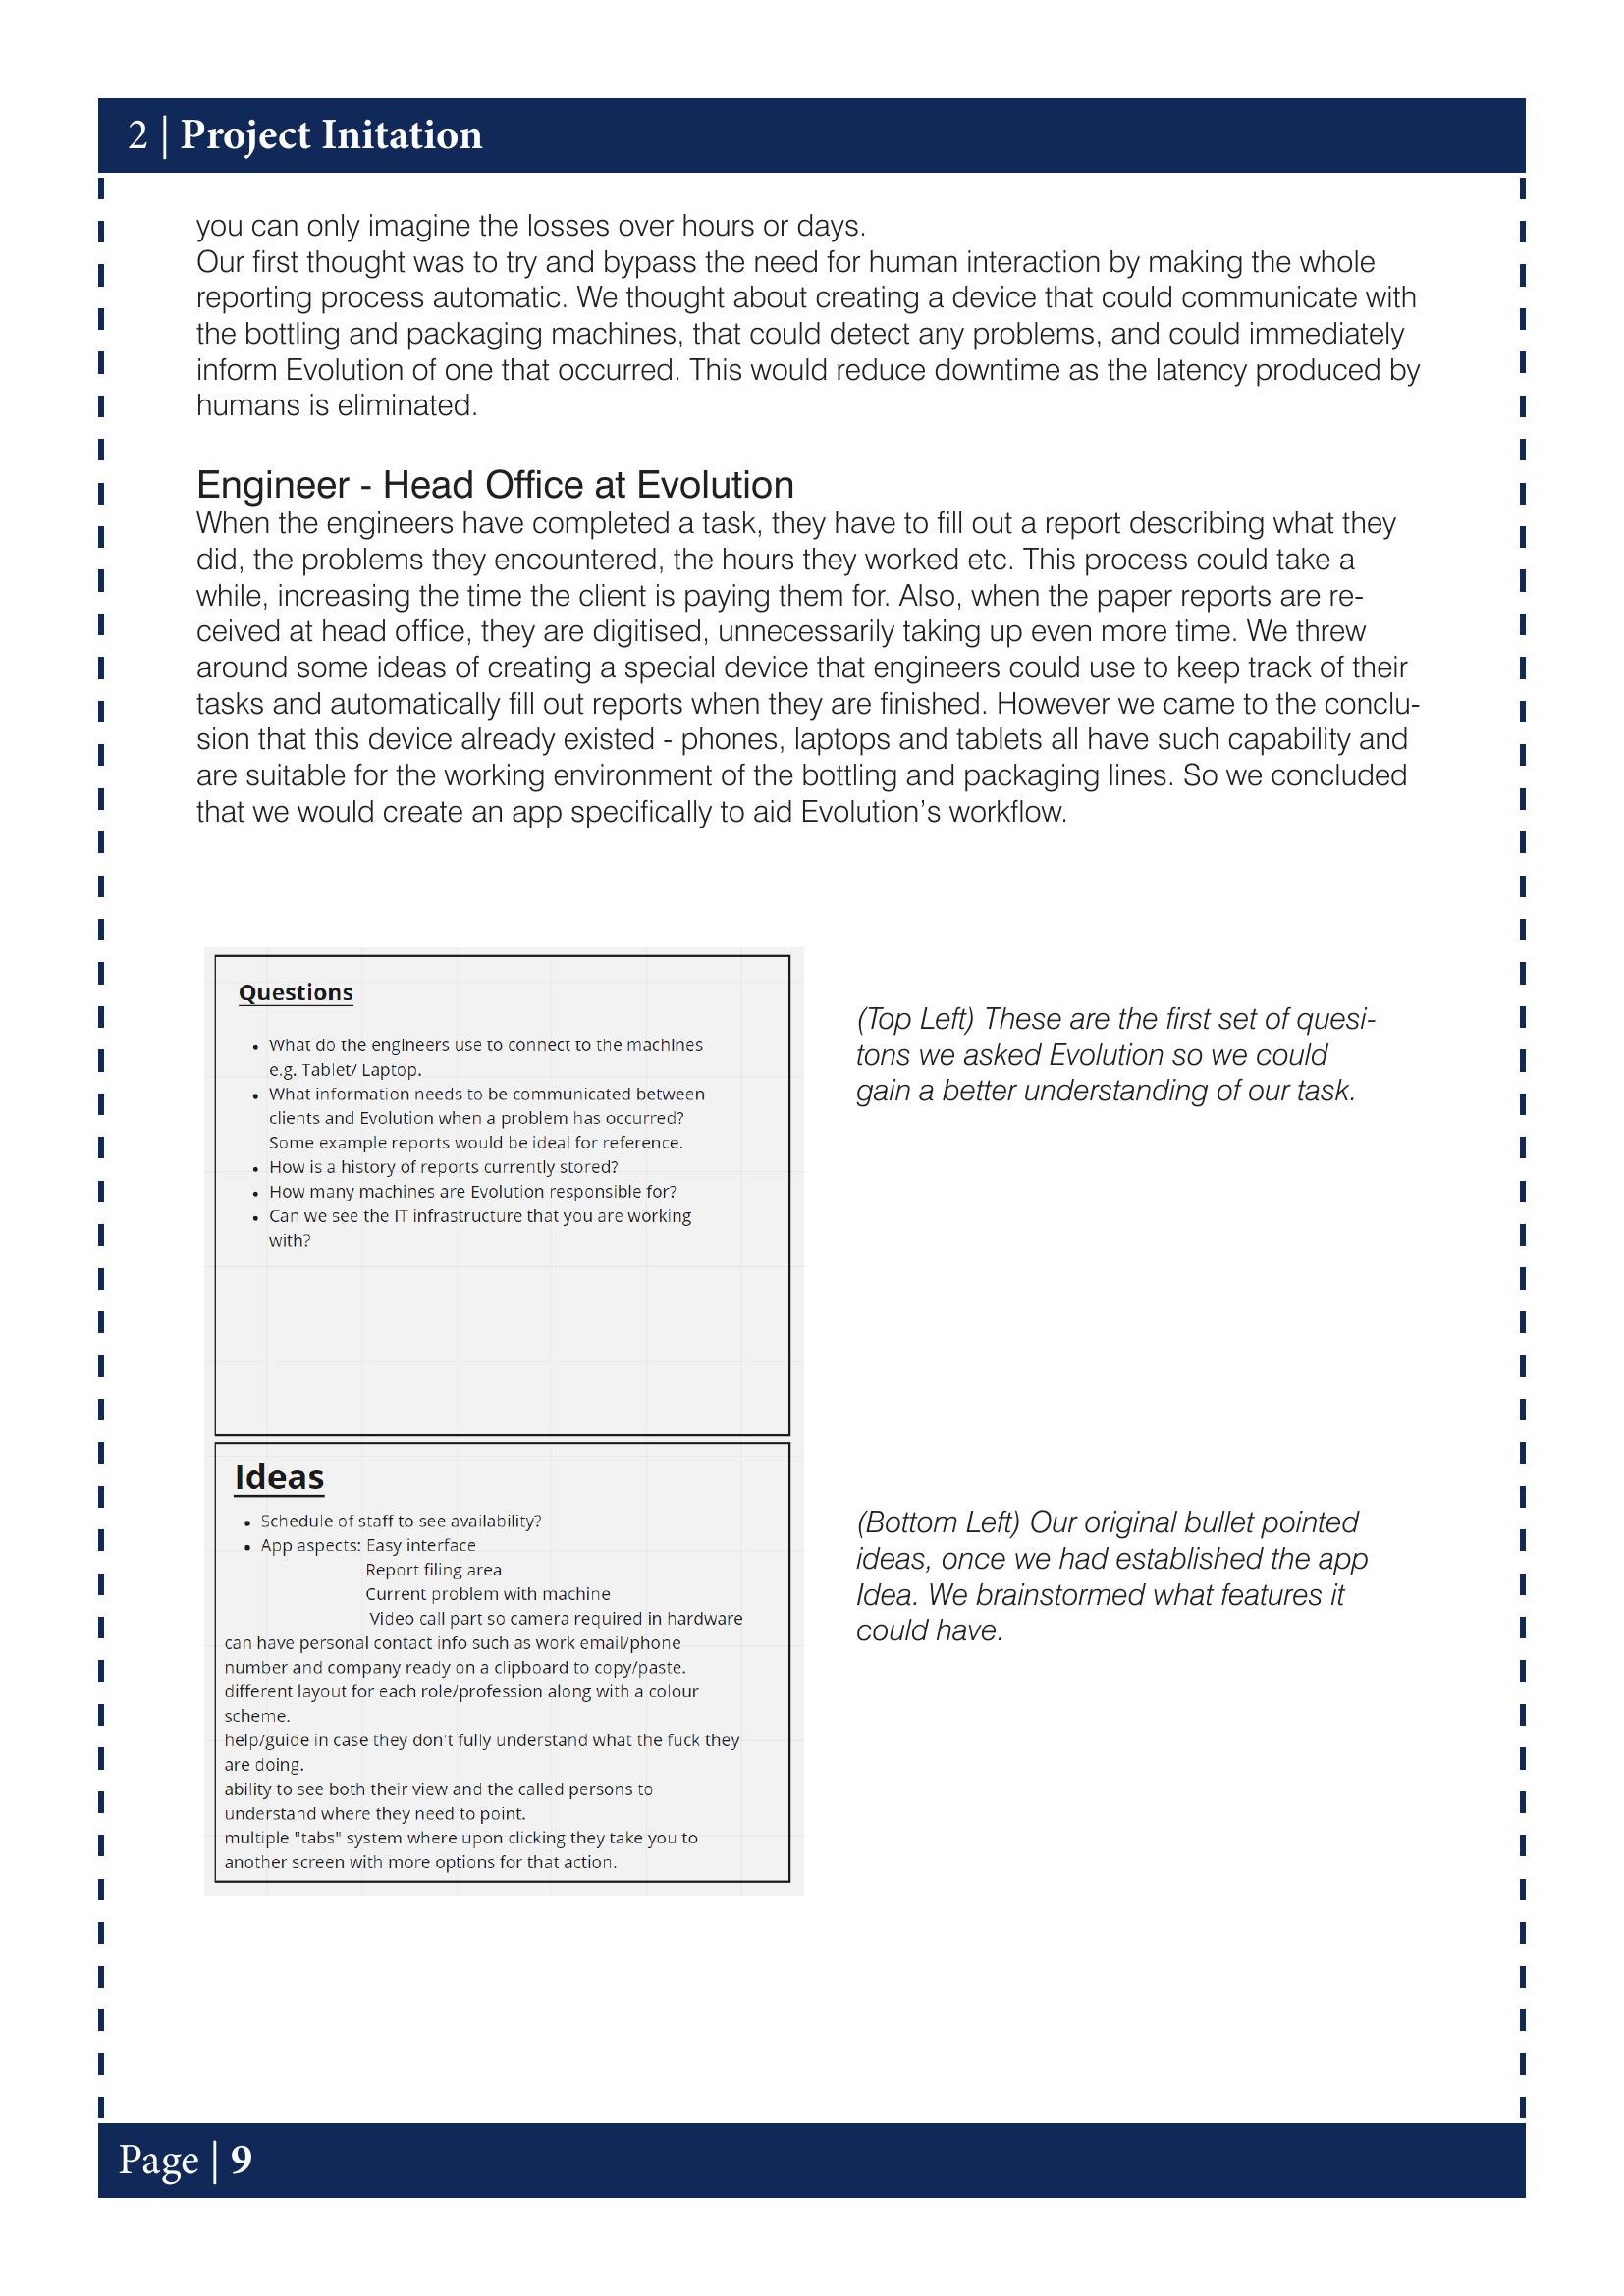 2 | Project Initation
you can only imagine the losses over hours or days.
Our first thought was to try and bypass the need for human interaction by making the whole
reporting process automatic. We thought about creating a device that could communicate with
the bottling and packaging machines, that could detect any problems, and could immediately
inform Evolution of one that occurred. This would reduce downtime as the latency produced by
humans is eliminated.
Engineer - Head Office at Evolution
When the engineers have completed a task, they have to fill out a report describing what they
did, the problems they encountered, the hours they worked etc. This process could take a
while, increasing the time the client is paying them for. Also, when the paper reports are re-
ceived at head office, they are digitised, unnecessarily taking up even more time. We threw
around some ideas of creating a special device that engineers could use to keep track of their
tasks and automatically fill out reports when they are finished. However we came to the conclu-
sion that this device already existed - phones, laptops and tablets all have such capability and
are suitable for the working environment of the bottling and packaging lines. So we concluded
that we would create an app specifically to aid Evolution’s workflow.
Questions
• What do the engineers use to connect to the machines
e.g. Tablet/ Laptop.
• What information needs to be communicated between
clients and Evolution when a problem has occurred?
Some example reports would be ideal for reference.
• How is a history of reports currently stored?
• How many machines are Evolution responsible for?
• Can we see the IT infrastructure that you are working
with?
(Top Left) These are the first set of quesi-
tons we asked Evolution so we could
gain a better understanding of our task.
Ideas
• Schedule of staff to see availability?
• App aspects: Easy interface
Report filing area
Current problem with machine
Video call part so camera required in hardware
can have personal contact info such as work email/phone
number and company ready on a clipboard to copy/paste.
different layout for each role/profession along with a colour
scheme.
help/guide in case they don't fully understand what the fuck they
are doing.
ability to see both their view and the called persons to
understand where they need to point.
multiple "tabs" system where upon clicking they take you to
another screen with more options for that action.
(Bottom Left) Our original bullet pointed
ideas, once we had established the app
Idea. We brainstormed what features it
could have.
Page | 9